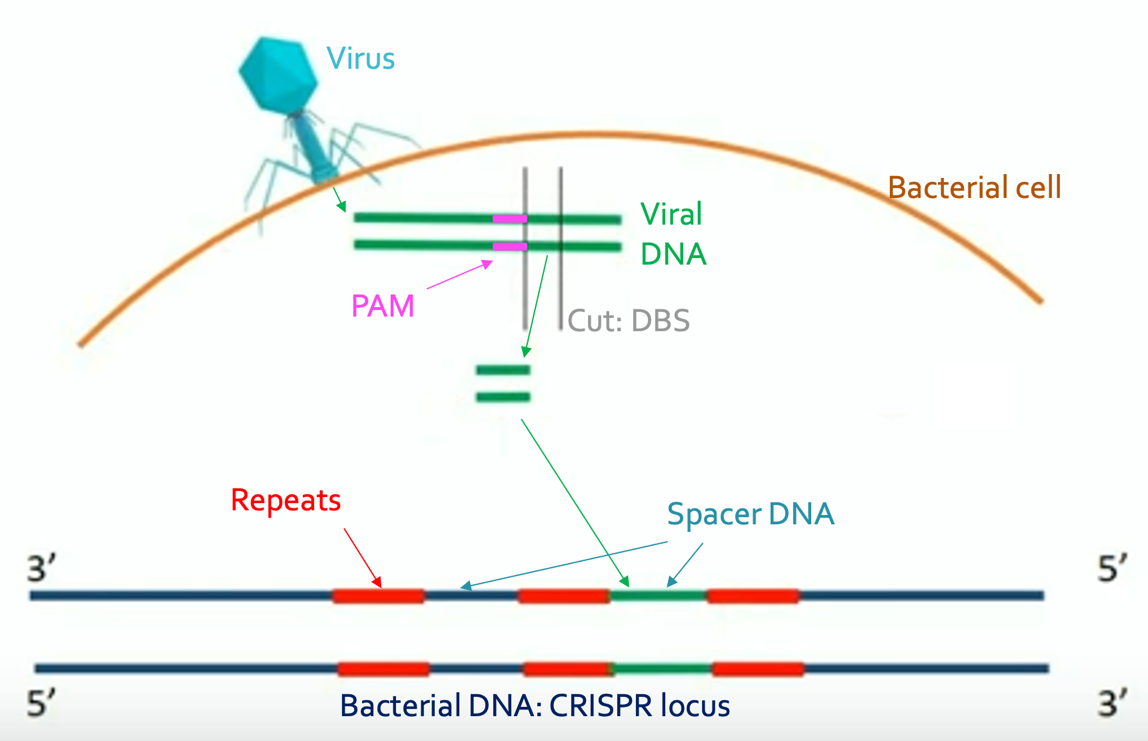 Virus
Bacterial cell
Viral
DNA
PAM
Cut: DBS
Repeats
Spacer DNA
3′
5′
5′
Bacterial DNA: CRISPR locus
3′